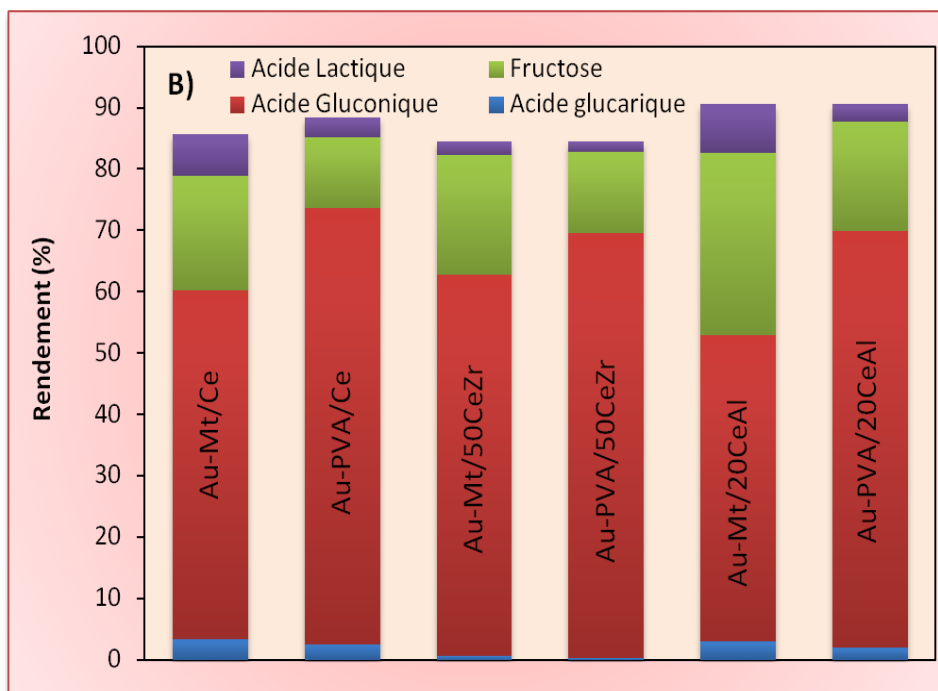 B)
Acide Lactique
Fructose
Acide Gluconique
Acide glucarique
Rendement (%)
100
90
80
70
60
50
40
30
20
10
0
Au-Mt/Ce
Au-PVA/Ce
Au-Mt/50CeZr
Au-PVA/50CeZr
Au-Mt/20CeAl
Au-PVA/20CeAl